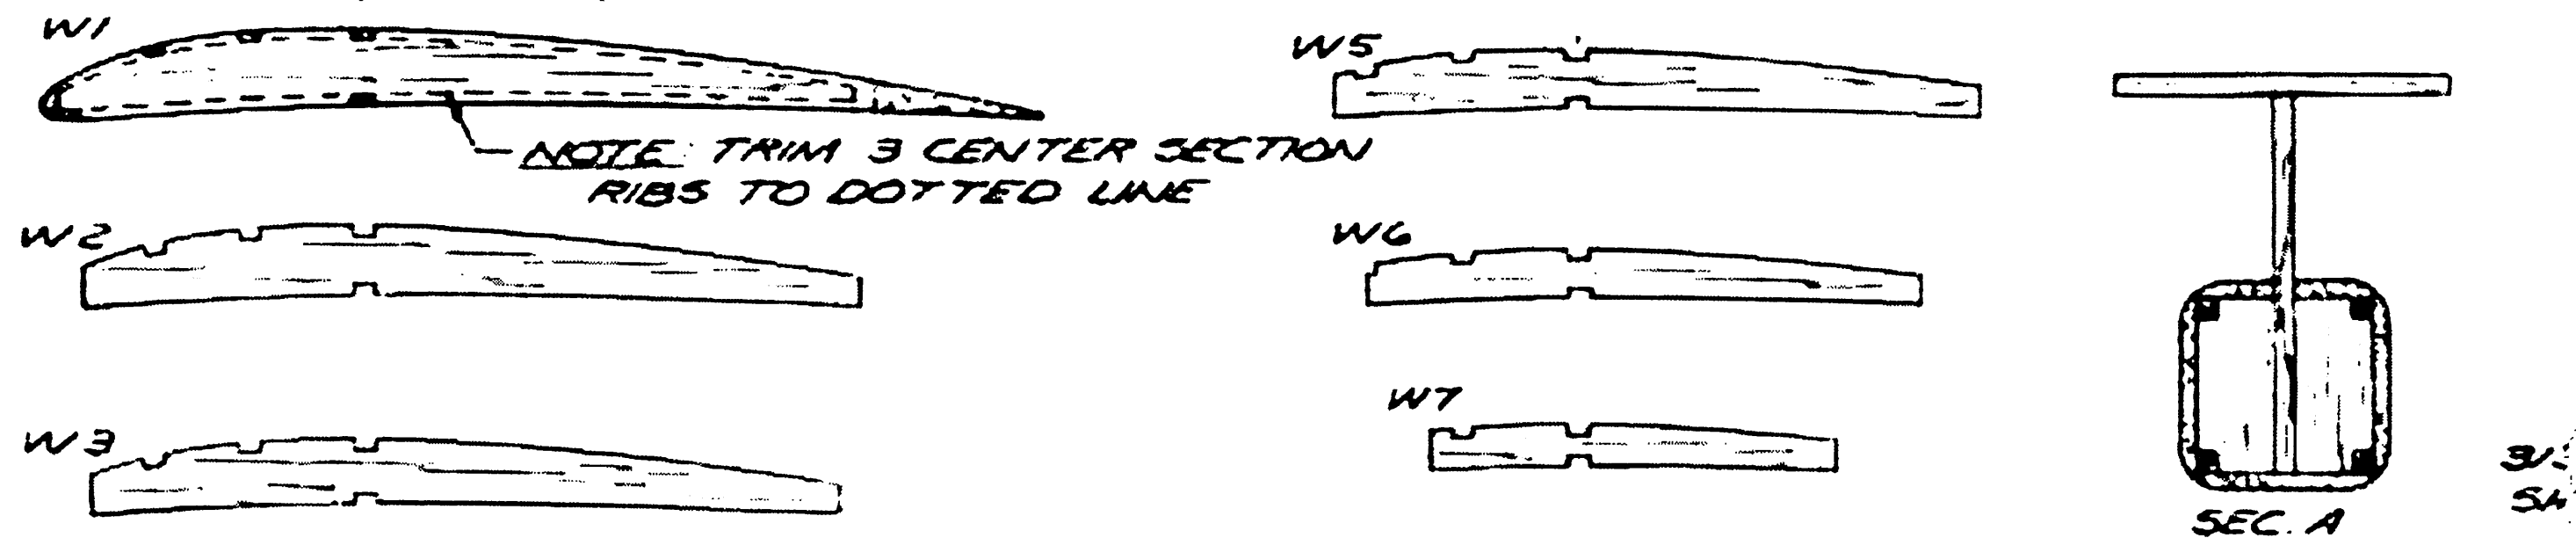 W1
NOTE: TRIM 3 CENTER SECTION
RIBS TO DOTTED LINE
W2
W3
W5
W6
W7
SEC. A